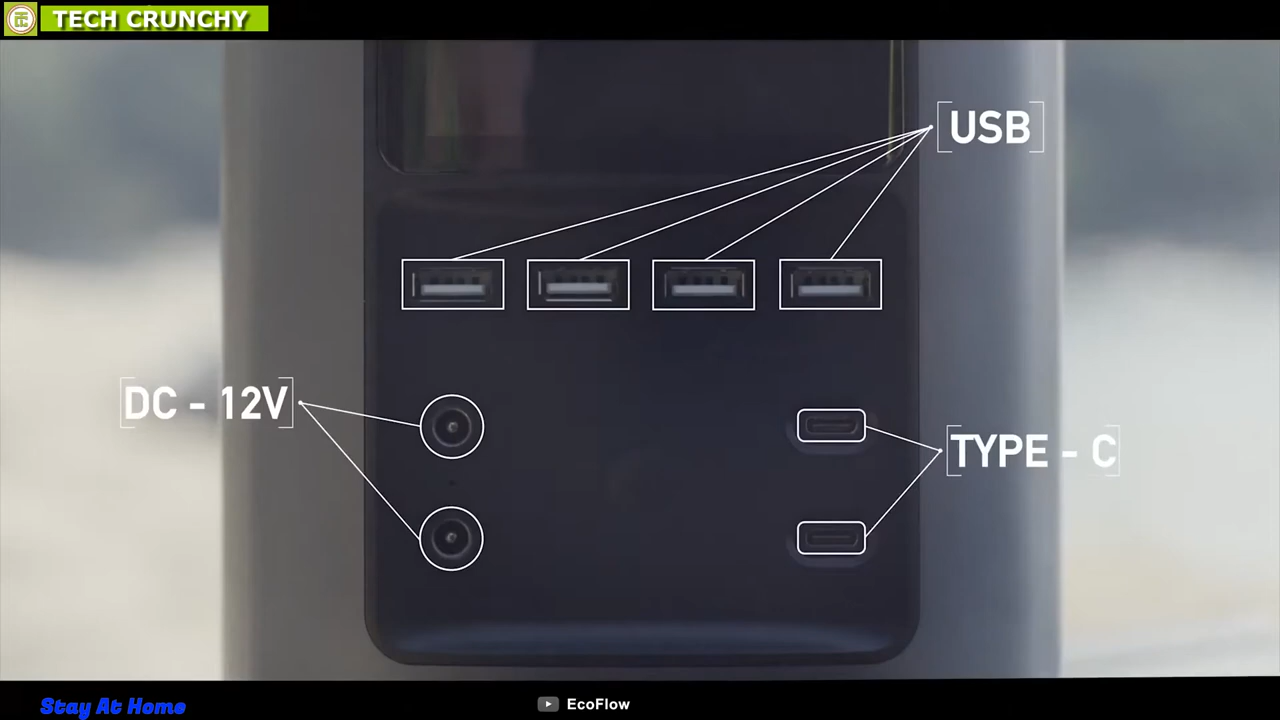 TECH CRUNCHY
USB
DC - 12V
TYPE - C
Stay At Home
EcoFlow